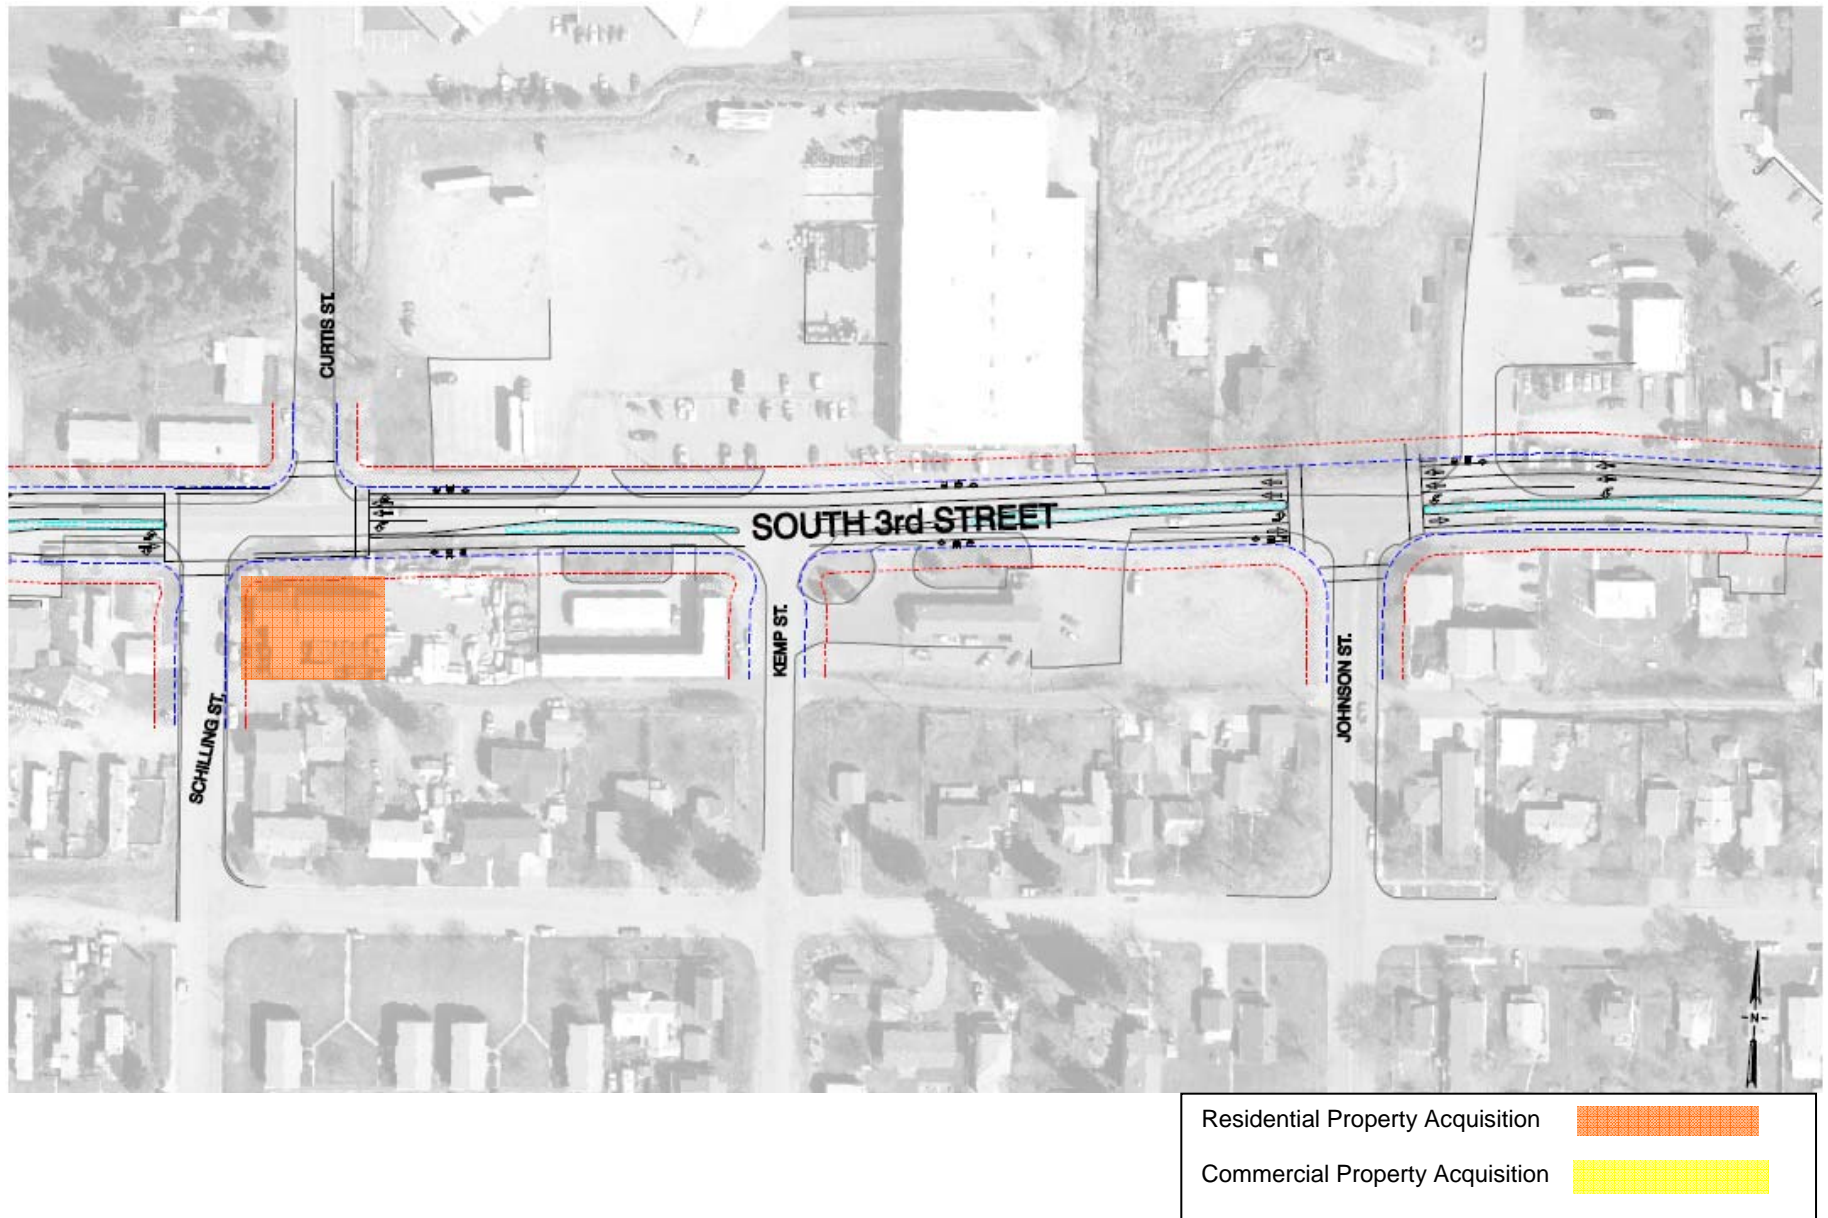 CURTIS ST.
SOUTH 3rd STREET
KEMP ST.
JOHNSON ST.
SCHILLING ST.
N
Residential Property Acquisition
Commercial Property Acquisition